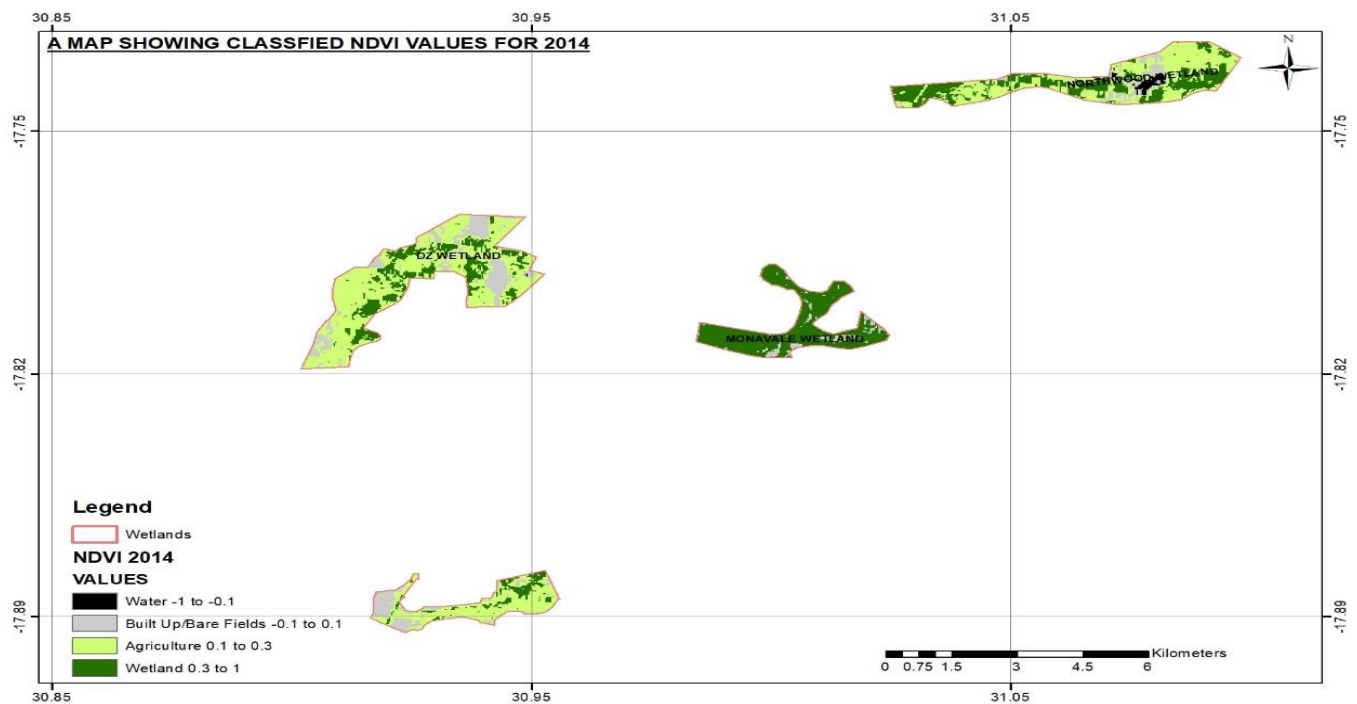 30.85 30.95 31.05
A MAP SHOWING CLASSFIED NDVI VALUES FOR 2014
N
NORTHWOOD WETLAND
-17.75 -17.75
DZ WETLAND
MONAVALE WETLAND
-17.82 -17.82
Legend
Wetlands
NDVI 2014
VALUES
Water -1 to -0.1
-17.89 -17.89
Built Up/Bare Fields -0.1 to 0.1
Agriculture 0.1 to 0.3
Wetland 0.3 to 1
Kilometers
0 0.75 1.5 3 4.5 6
30.85 30.95 31.05